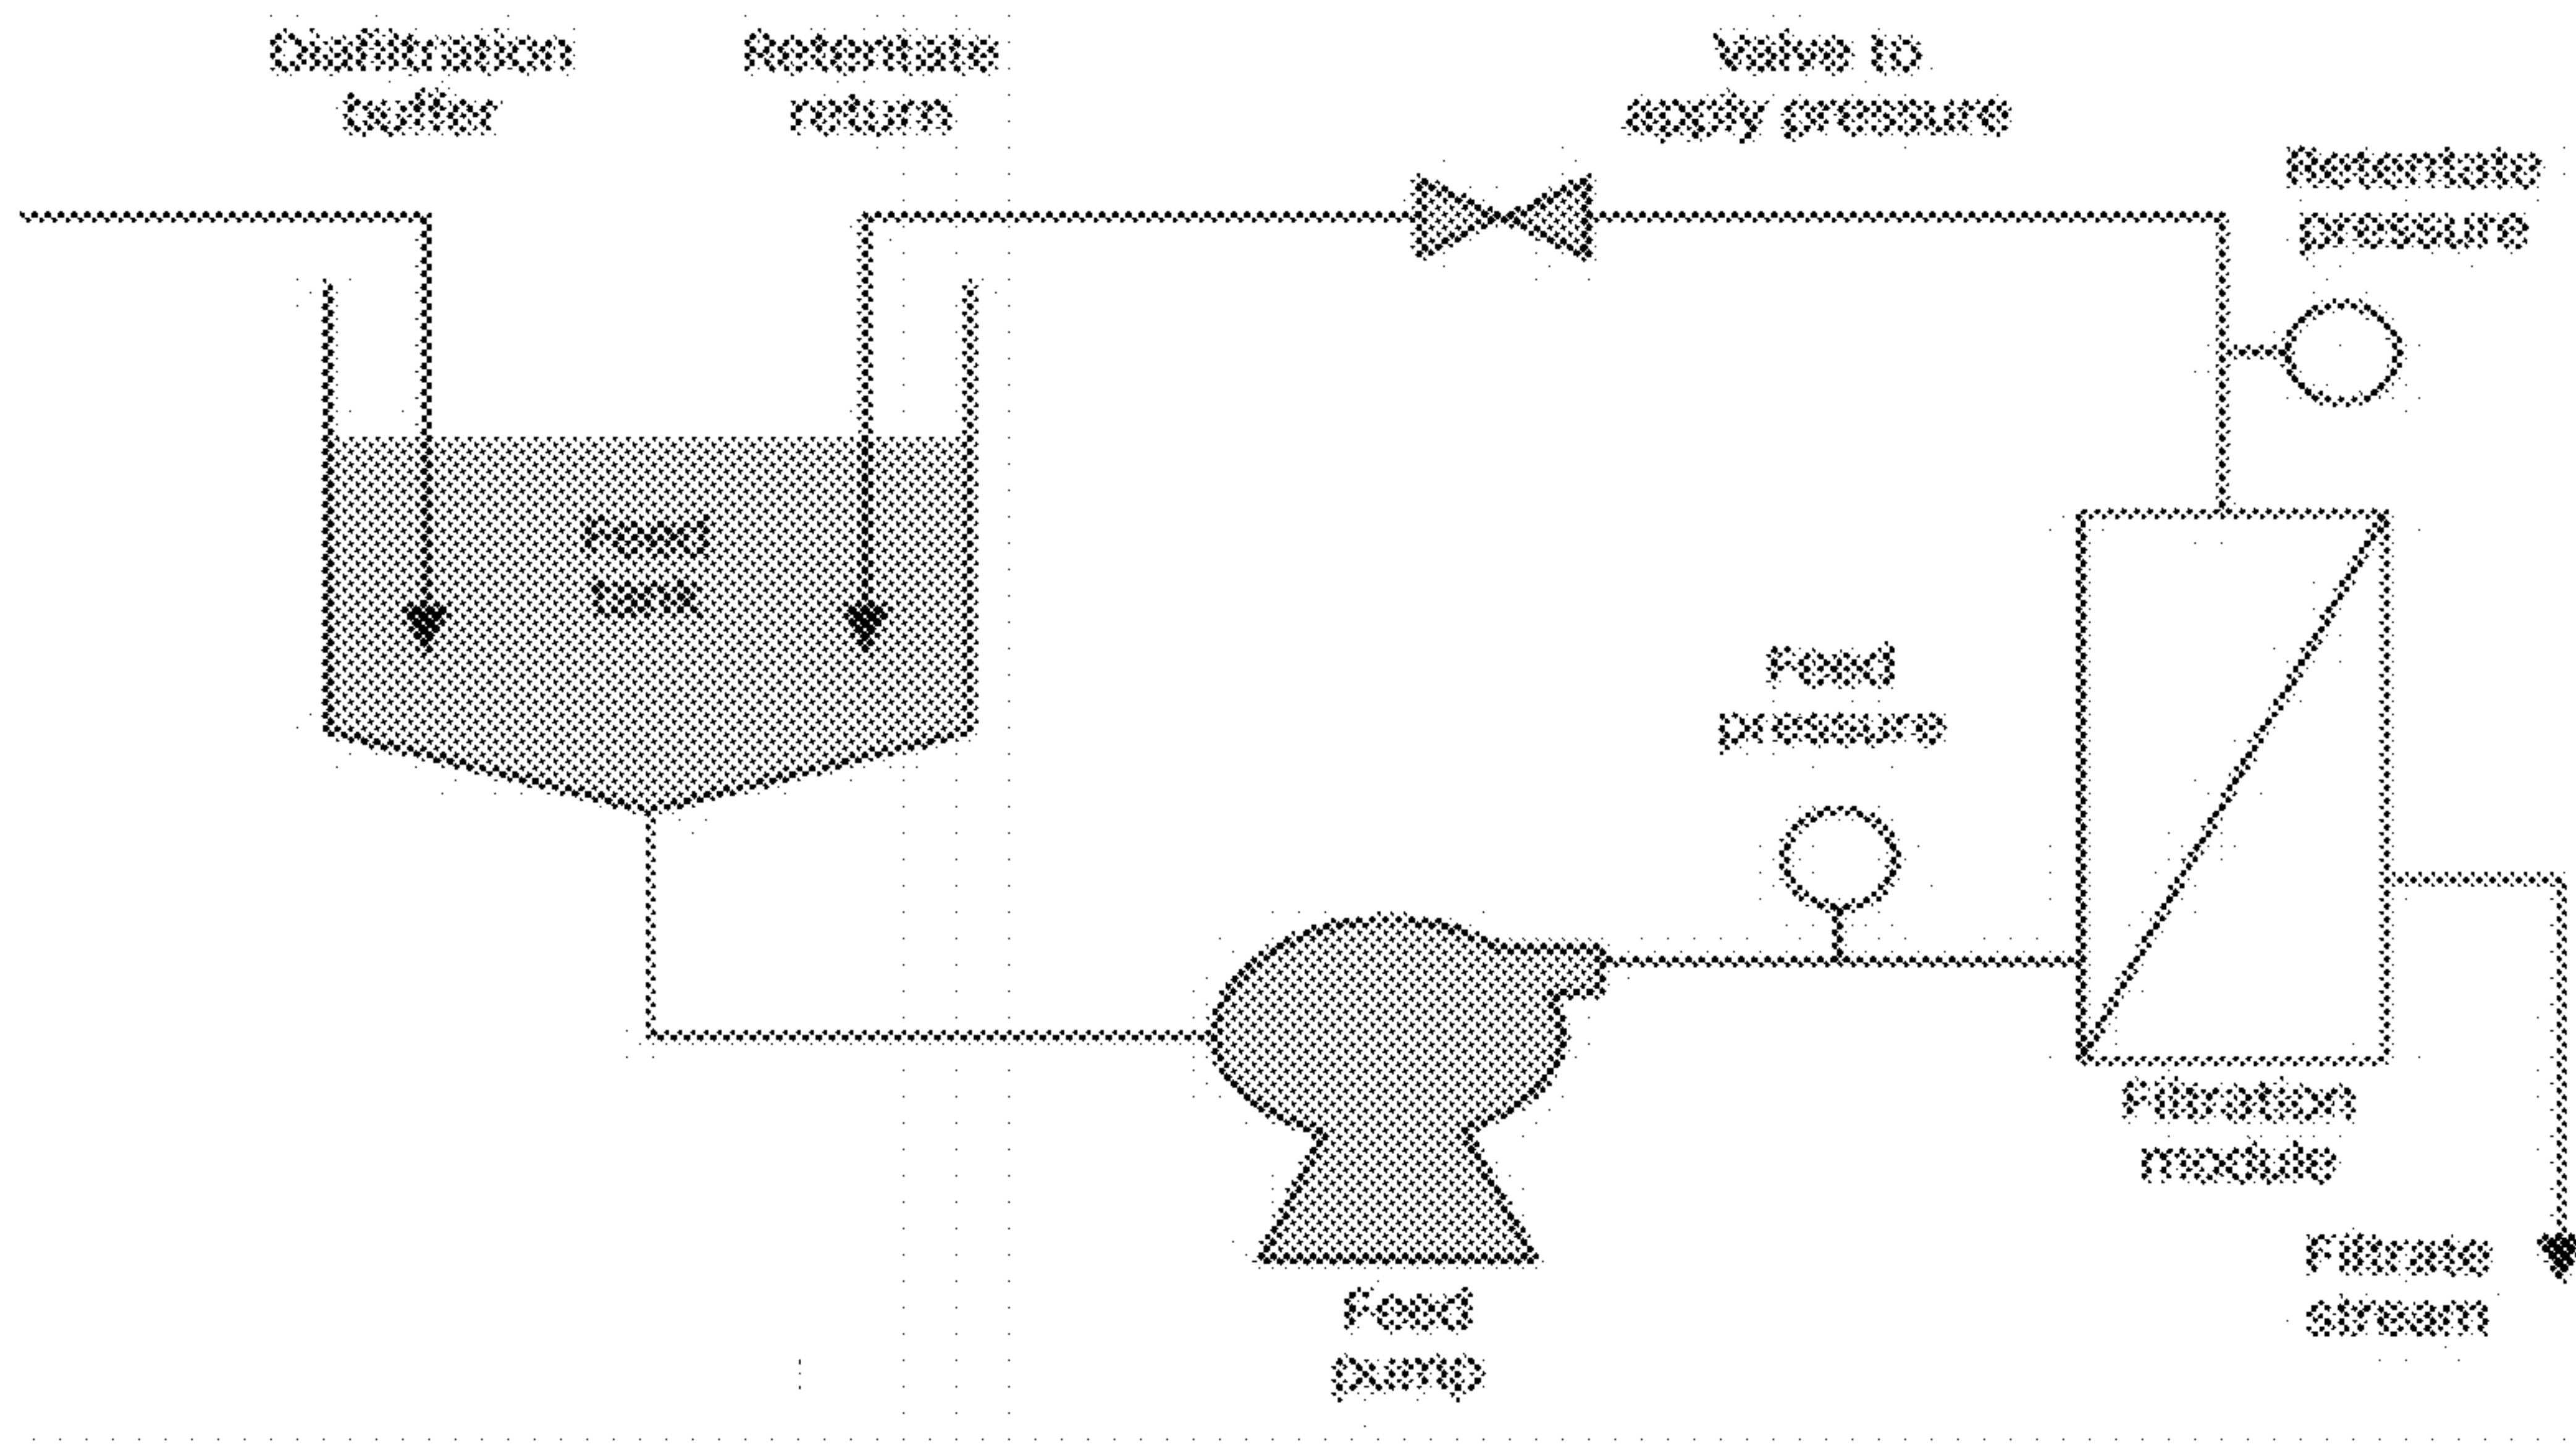 Diafiltration
buffer
Retentate
return
Valve to
apply pressure
Retentate
pressure
Feed
tank
Feed
pressure
Filtration
module
Filtrate
stream
Feed
pump